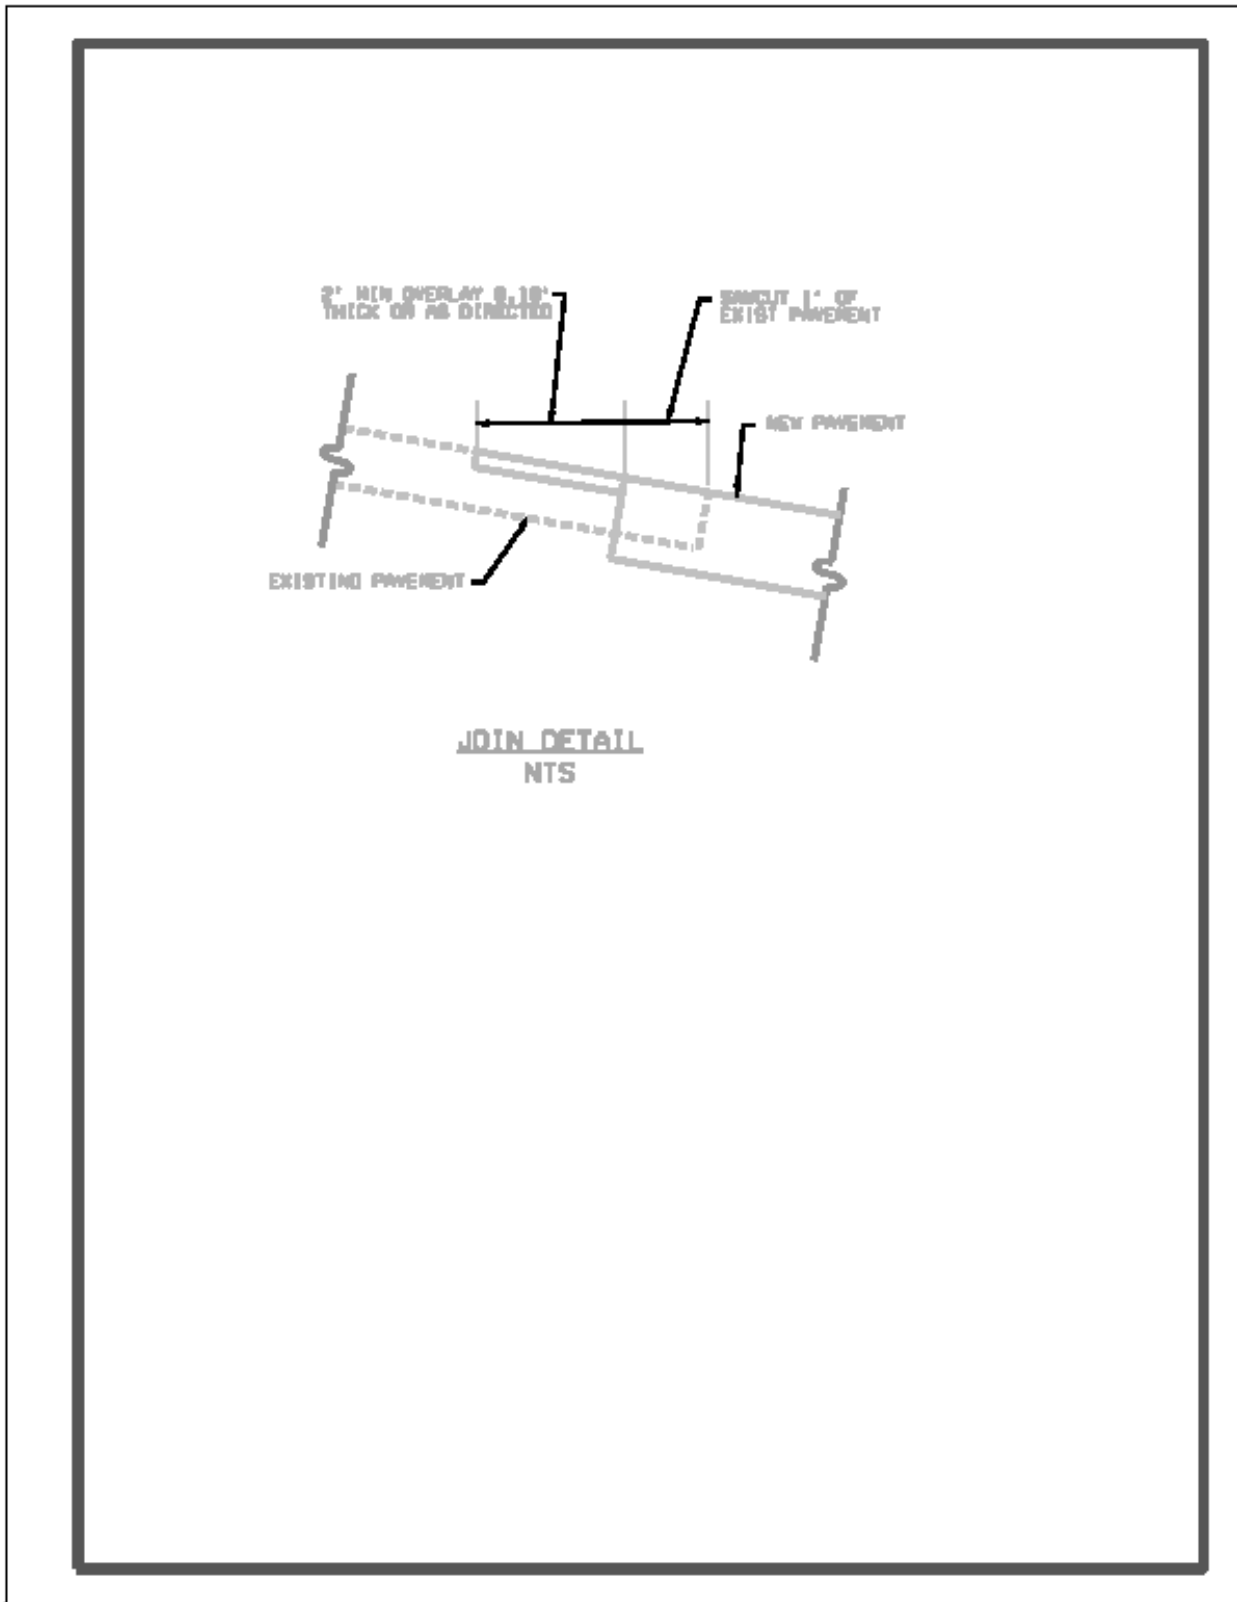 2' MIN OVERLAY 0.10'
THICK OR AS DIRECTED
SAWCUT 1' OF
EXIST PAVEMENT
NEW PAVEMENT
EXISTING PAVEMENT
JOIN DETAIL
NTS